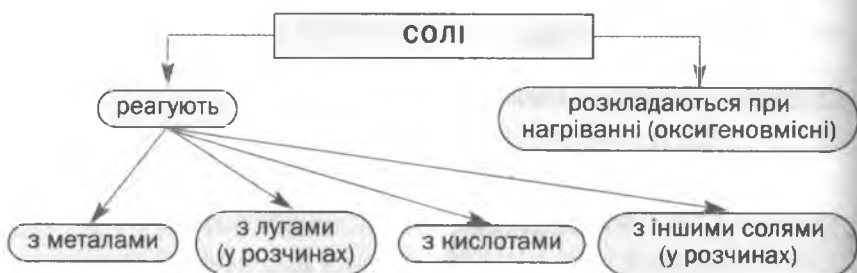 СОЛІ
реагують
розкладаються при
нагріванні (оксигеновмісні)
з металами
з лугами
(у розчинах)
з кислотами
з іншими солями
(у розчинах)